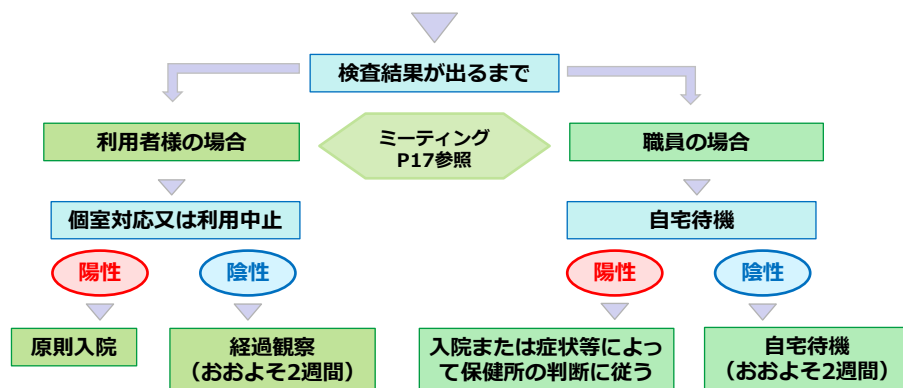 検査結果が出るまで
利用者様の場合
ミーティング
P17参照
職員の場合
個室対応又は利用中止
自宅待機
陽性
陰性
陽性
陰性
原則入院
経過観察
（おおよそ2週間）
入院または症状等によっ
て保健所の判断に従う
自宅待機
（おおよそ2週間）